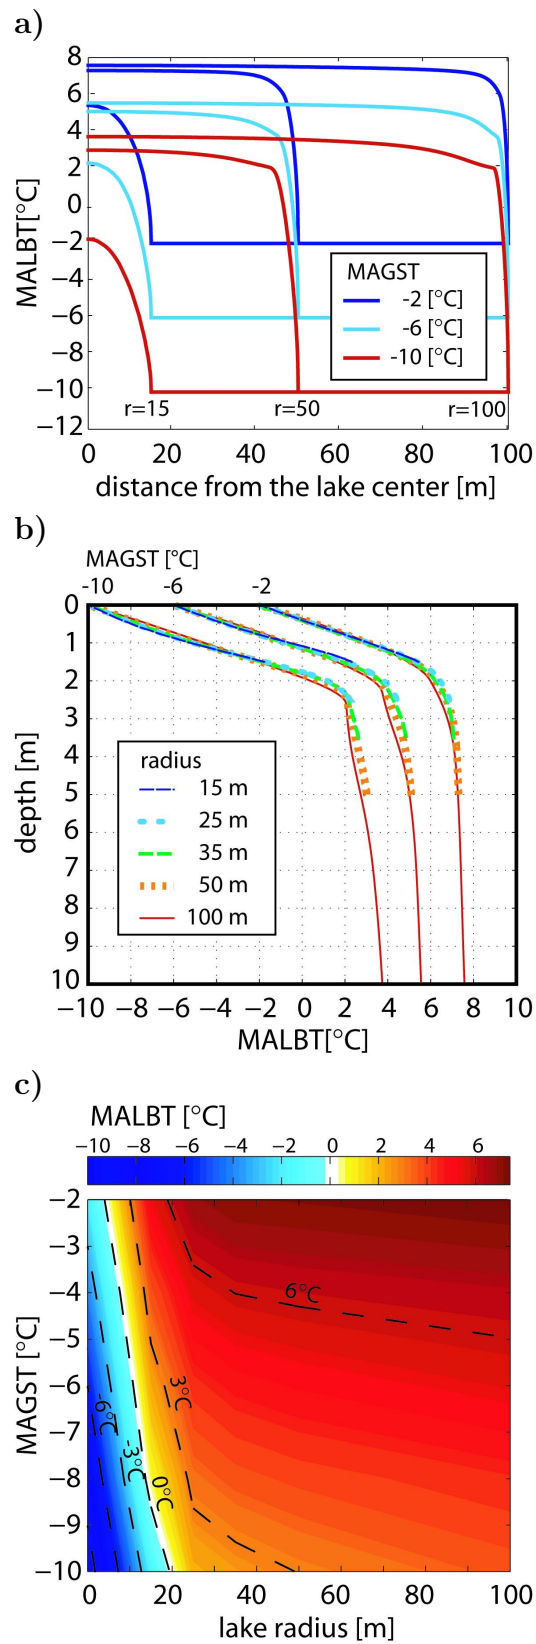 a)
8
6
4
2
0
−2
−4
−6
−8
−10
−12
MALBT[°C]
MAGST
-2 [°C]
-6 [°C]
-10 [°C]
r=15
r=50
r=100
0 20 40 60 80 100
distance from the lake center [m]
b)
MAGST [°C]
-10 -6 -2
0
1
2
3
4
5
6
7
8
9
10
depth [m]
radius
15 m
25 m
35 m
50 m
100 m
−10 −8 −6 −4 −2 0 2 4 6 8 10
MALBT[°C]
c)
MALBT [°C]
−10 −8 −6 −4 −2 0 2 4 6
−2
−3
−4
−5
−6
−7
−8
−9
−10
MAGST [°C]
6°C
3°C
0°C
-3°C
-6°C
0 20 40 60 80 100
lake radius [m]